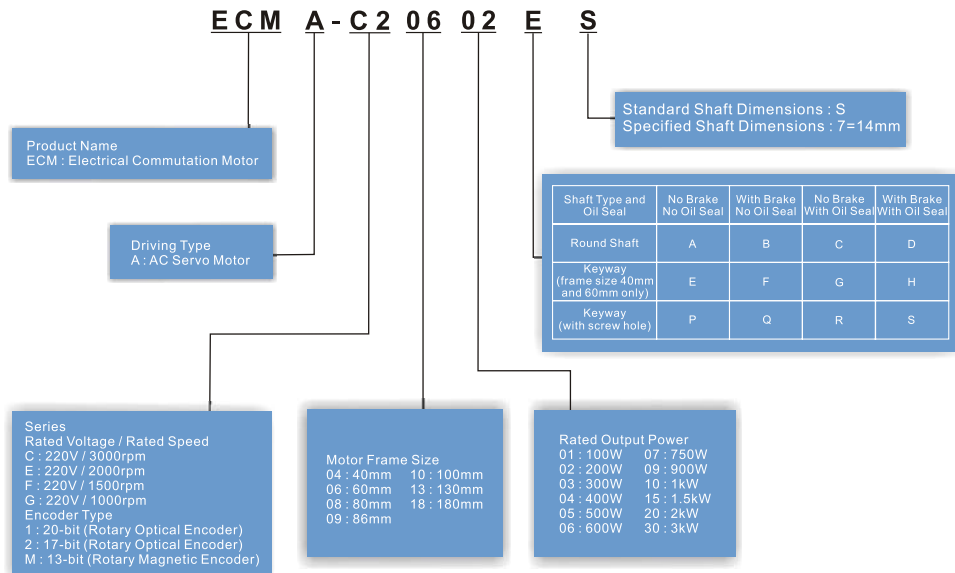 ECM A - C2 06 02 E S
Standard Shaft Dimensions : S
Specified Shaft Dimensions : 7=14mm
Product Name
ECM : Electrical Commutation Motor
Shaft Type and Oil Seal | No Brake No Oil Seal | With Brake No Oil Seal | No Brake With Oil Seal | With Brake With Oil Seal
Round Shaft | A | B | C | D
Keyway (frame size 40mm and 60mm only) | E | F | G | H
Keyway (with screw hole) | P | Q | R | S
Driving Type
A : AC Servo Motor
Series
Rated Voltage / Rated Speed
C : 220V / 3000rpm
E : 220V / 2000rpm
F : 220V / 1500rpm
G : 220V / 1000rpm
Encoder Type
1 : 20-bit (Rotary Optical Encoder)
2 : 17-bit (Rotary Optical Encoder)
M : 13-bit (Rotary Magnetic Encoder)
Motor Frame Size
04 : 40mm 10 : 100mm
06 : 60mm 13 : 130mm
08 : 80mm 18 : 180mm
09 : 86mm
Rated Output Power
01 : 100W 07 : 750W
02 : 200W 09 : 900W
03 : 300W 10 : 1kW
04 : 400W 15 : 1.5kW
05 : 500W 20 : 2kW
06 : 600W 30 : 3kW